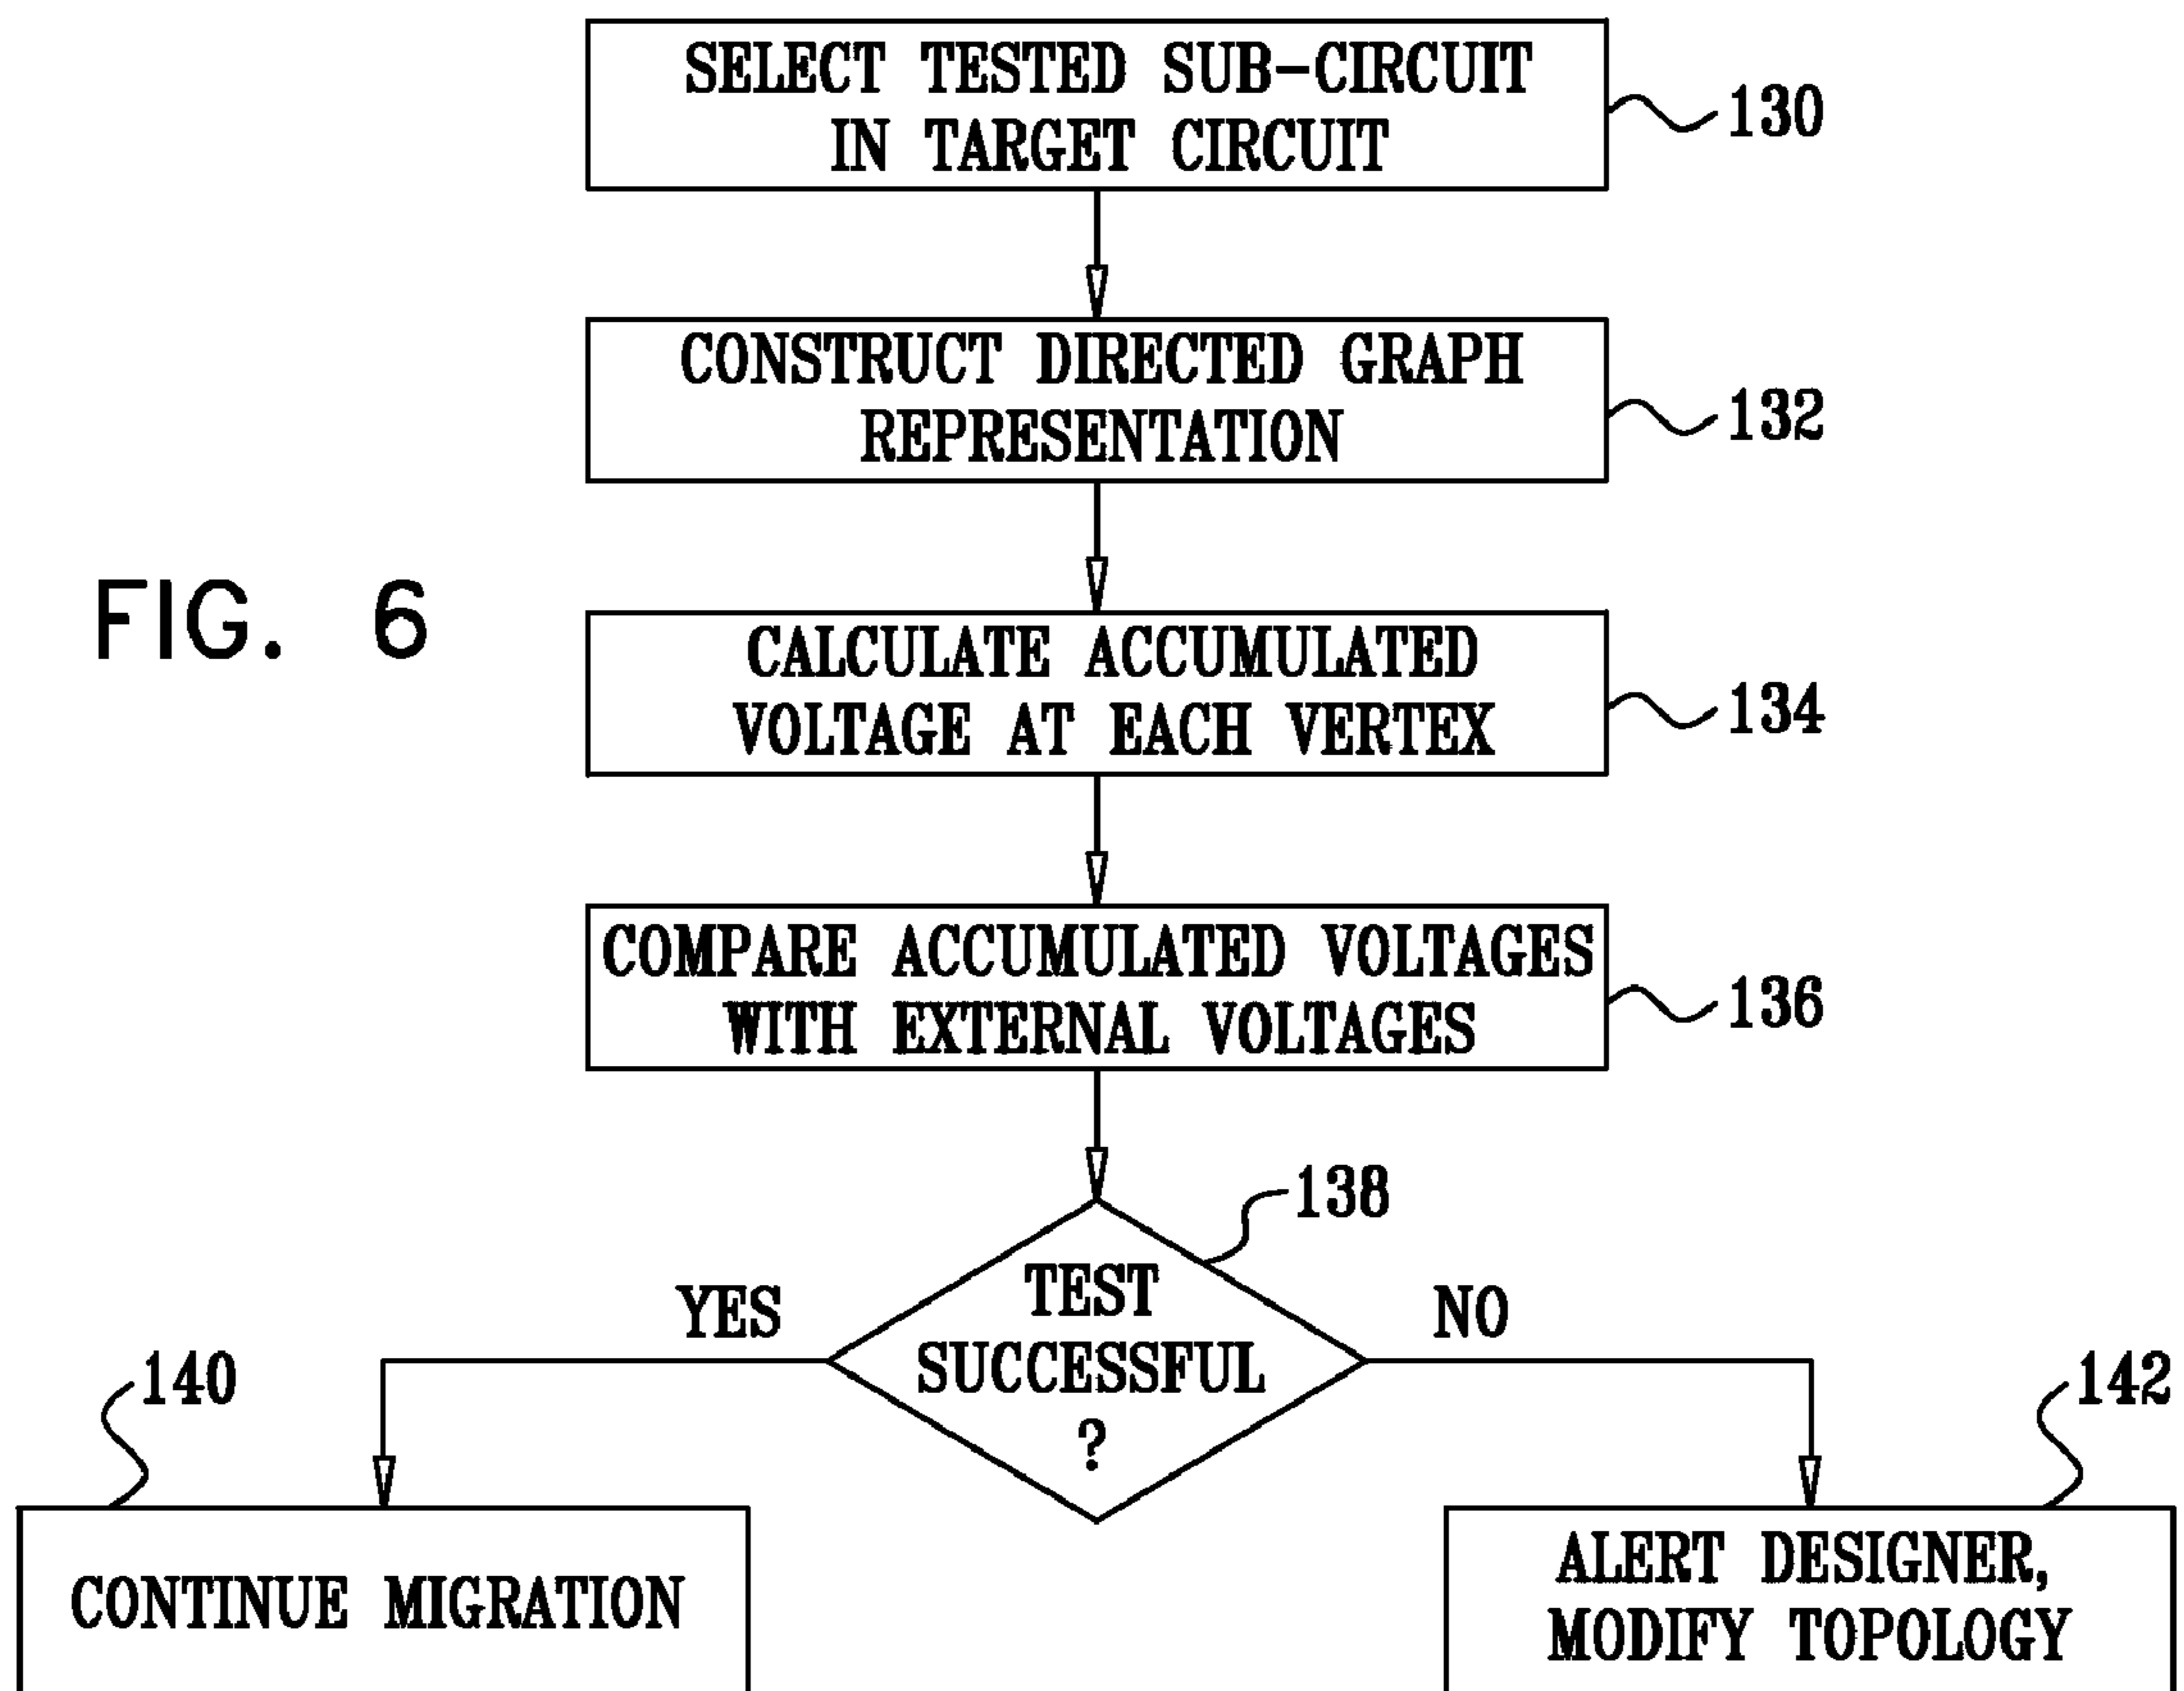 SELECT TESTED SUB-CIRCUIT
IN TARGET CIRCUIT
130
CONSTRUCT DIRECTED GRAPH
REPRESENTATION
132
FIG. 6
CALCULATE ACCUMULATED
VOLTAGE AT EACH VERTEX
134
COMPARE ACCUMULATED VOLTAGES
WITH EXTERNAL VOLTAGES
136
138
TEST
SUCCESSFUL
?
YES
NO
140
142
CONTINUE MIGRATION
ALERT DESIGNER,
MODIFY TOPOLOGY